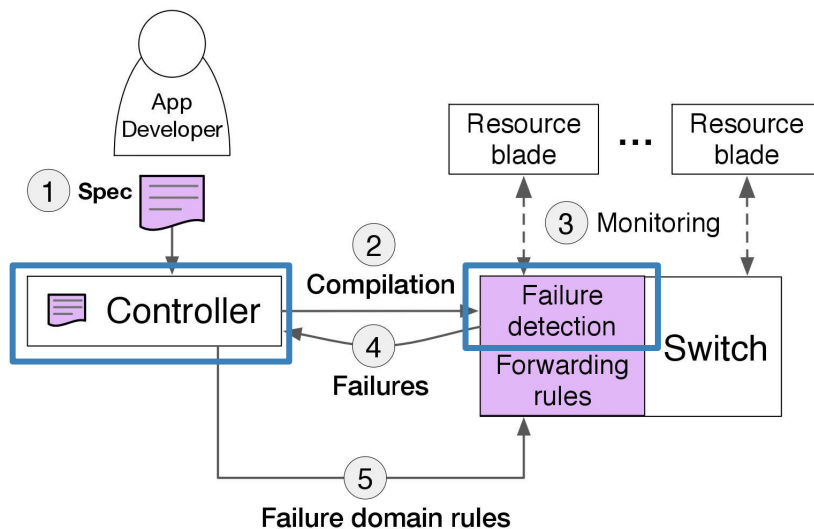 App
Developer
1 Spec
Resource
blade
...
Resource
blade
3 Monitoring
2
Compilation
Controller
Failure
detection
Switch
4
Failures
Forwarding
rules
5
Failure domain rules